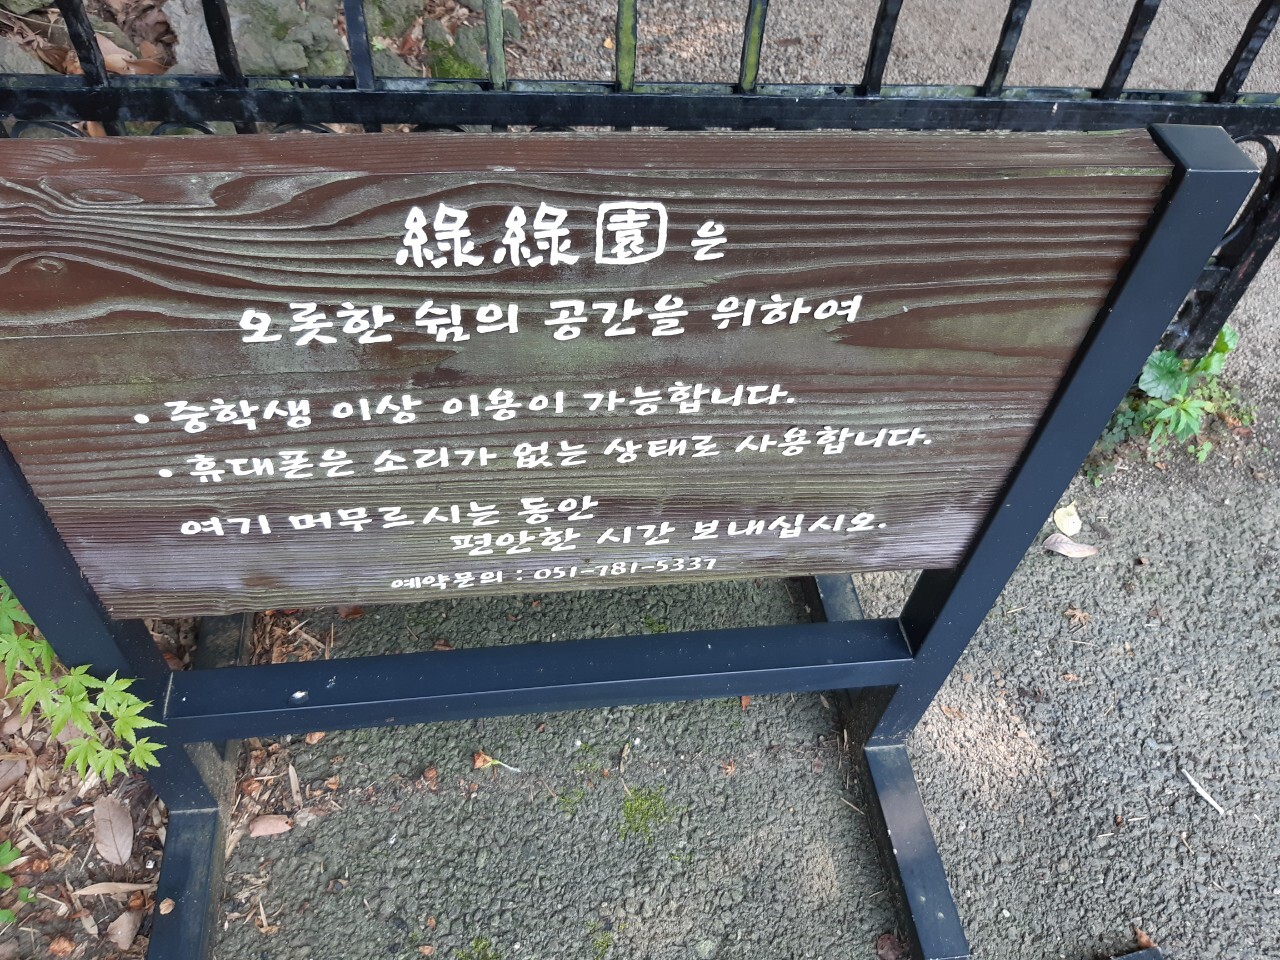 綠綠園은
오롯한 쉼의 공간을 위하여
• 중학생 이상 이용이 가능합니다.
• 휴대폰은 소리가 없는 상태로 사용합니다.
여기 머무르시는 동안
편안한 시간 보내십시오.
예약문의 : 051-781-5337